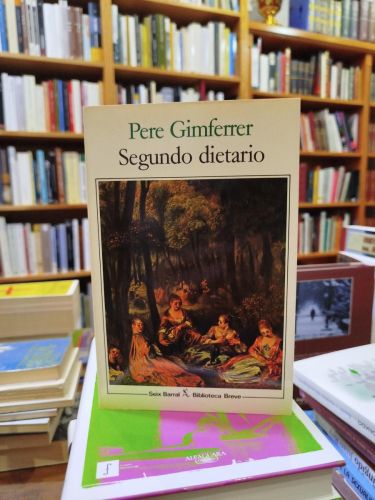 Pere Gimferrer
Segundo dietario
Seix Barral Biblioteca Breve
ALFAGUARA